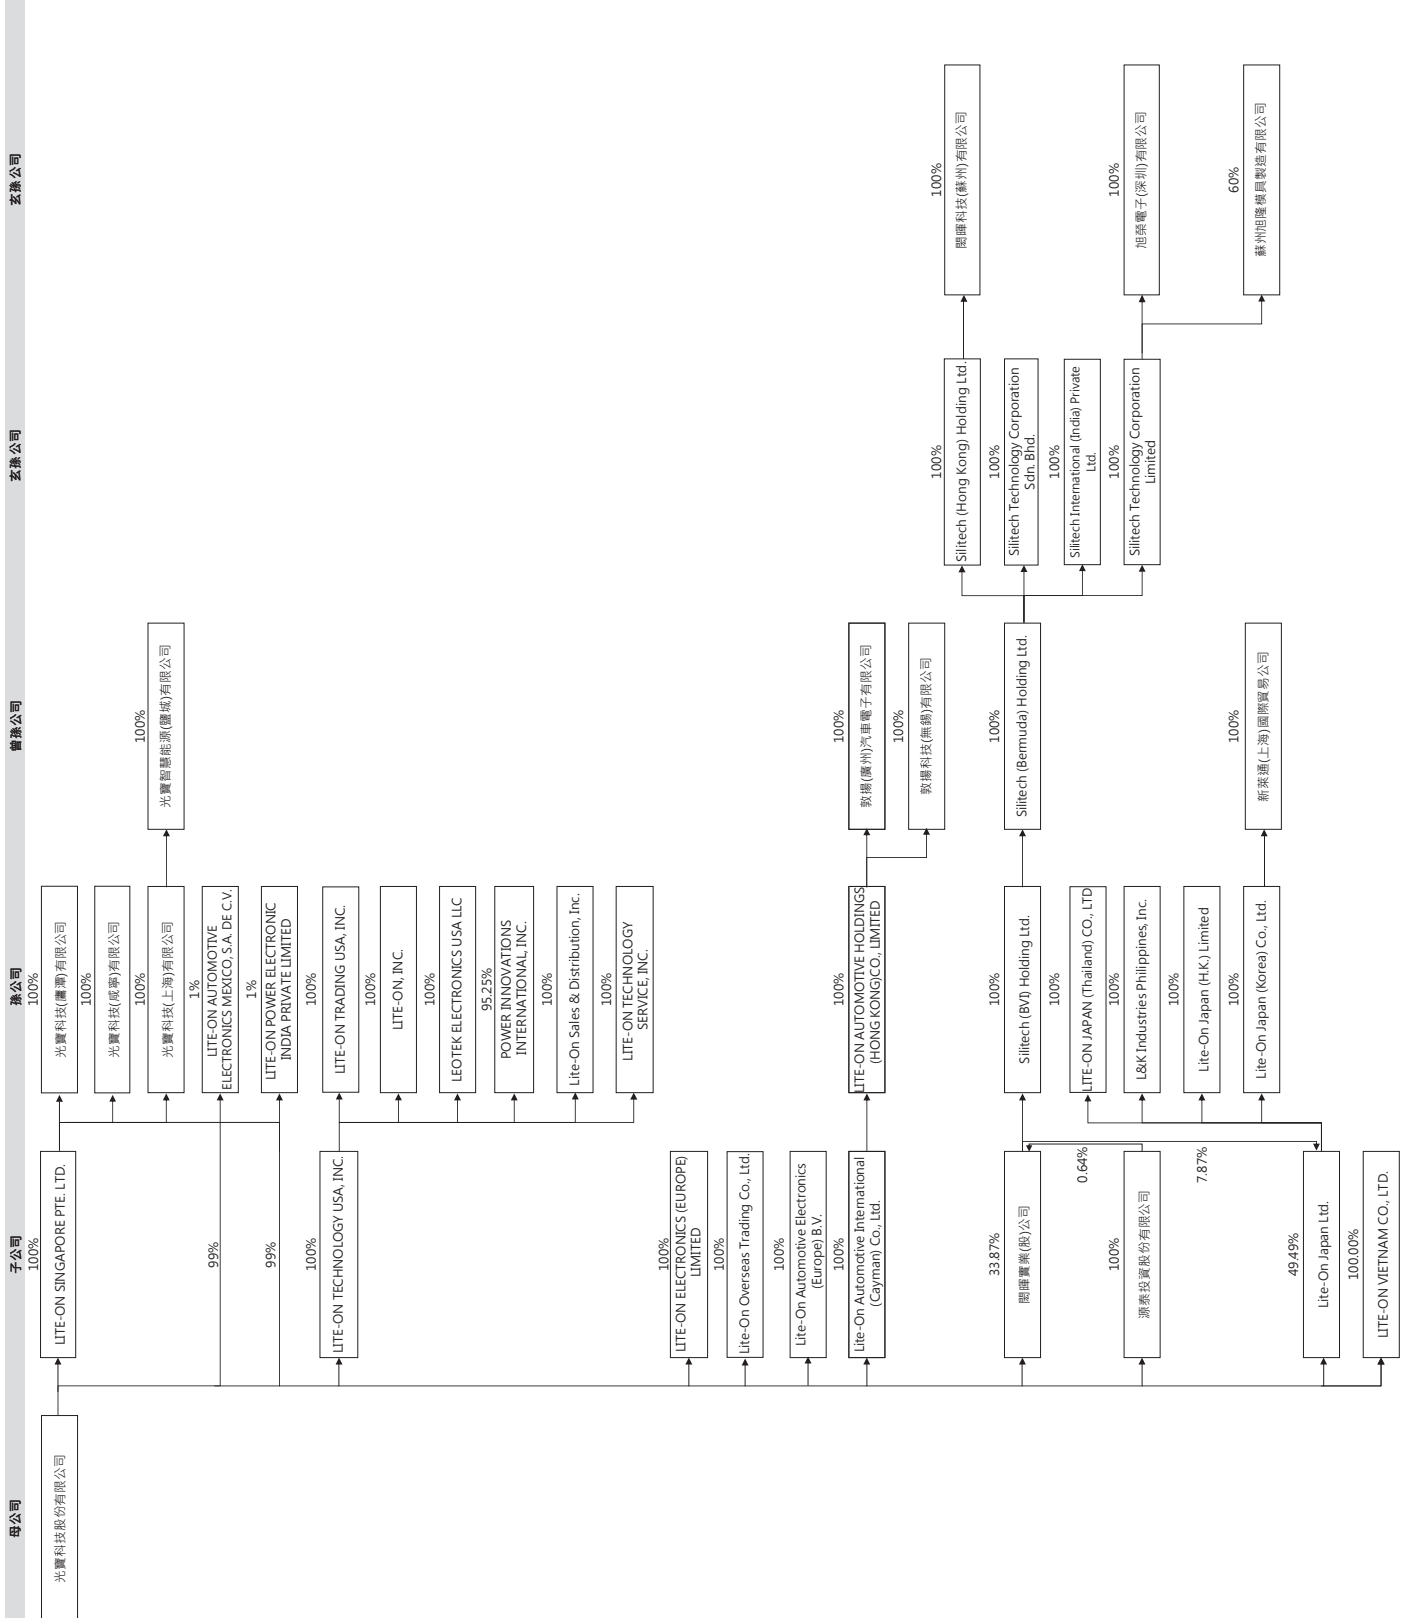 母公司
子公司
孫公司
曾孫公司
玄孫公司
玄孫公司
光寶科技股份有限公司
100%
LITE-ON SINGAPORE PTE. LTD.
99%
99%
100%
LITE-ON TECHNOLOGY USA, INC.
100%
LITE-ON ELECTRONICS (EUROPE)
LIMITED
100%
Lite-On Overseas Trading Co., Ltd.
100%
Lite-On Automotive Electronics
(Europe) B.V.
100%
Lite-On Automotive International
(Cayman) Co., Ltd.
33.87%
閎暉實業(股)公司
0.64%
100%
源泰投資股份有限公司
7.87%
49.49%
Lite-On Japan Ltd.
100.00%
LITE-ON VIETNAM CO., LTD.
100%
光寶科技(鷹潭)有限公司
100%
光寶科技(咸寧)有限公司
100%
光寶科技(上海)有限公司
1%
LITE-ON AUTOMOTIVE
ELECTRONICS MEXICO, S.A. DE C.V.
1%
LITE-ON POWER ELECTRONIC
INDIA PRIVATE LIMITED
100%
LITE-ON TRADING USA, INC.
100%
LITE-ON, INC.
100%
LEOTEK ELECTRONICS USA LLC
95.25%
POWER INNOVATIONS
INTERNATIONAL, INC.
100%
Lite-On Sales & Distribution, Inc.
100%
LITE-ON TECHNOLOGY
SERVICE, INC.
100%
LITE-ON AUTOMOTIVE HOLDINGS
(HONG KONG)CO., LIMITED
100%
Silitech (BVI) Holding Ltd.
100%
LITE-ON JAPAN (Thailand) CO., LTD
100%
L&K Industries Philippines, Inc.
100%
Lite-On Japan (H.K.) Limited
100%
Lite-On Japan (Korea) Co., Ltd.
100%
光寶智慧能源(鹽城)有限公司
100%
敦揚(廣州)汽車電子有限公司
100%
敦揚科技(無錫)有限公司
100%
Silitech (Bermuda) Holding Ltd.
100%
新萊通(上海)國際貿易公司
100%
Silitech (Hong Kong) Holding Ltd.
100%
Silitech Technology Corporation
Sdn. Bhd.
100%
Silitech International (India) Private
Ltd.
100%
Silitech Technology Corporation
Limited
100%
閎暉科技(蘇州)有限公司
100%
旭榮電子(深圳)有限公司
60%
蘇州旭隆模具製造有限公司